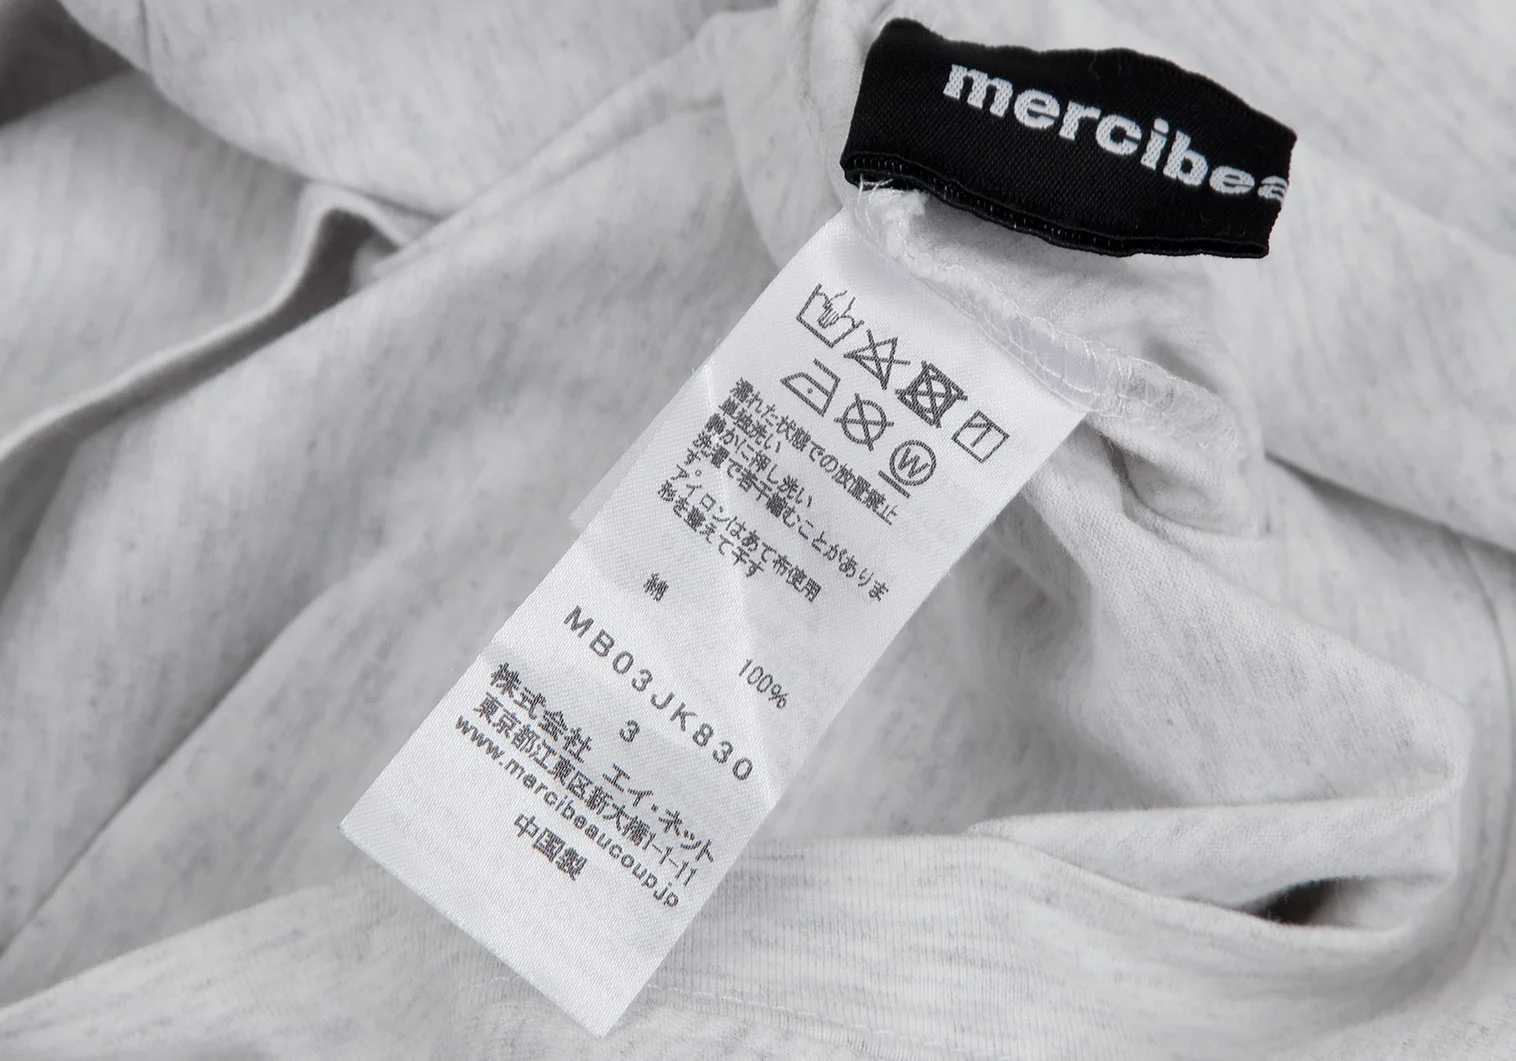 mercibea
W
濡れた状態での放置禁止
単独洗い
静かに押し洗い
洗濯で若干縮むことがありま
す。
アイロンはあて布使用
形を整えて干す
綿 100%
MB03JK830
3
株式会社 エイ・ネット
東京都江東区新大橋1-1-11
www.mercibeaucoup.jp
中国製